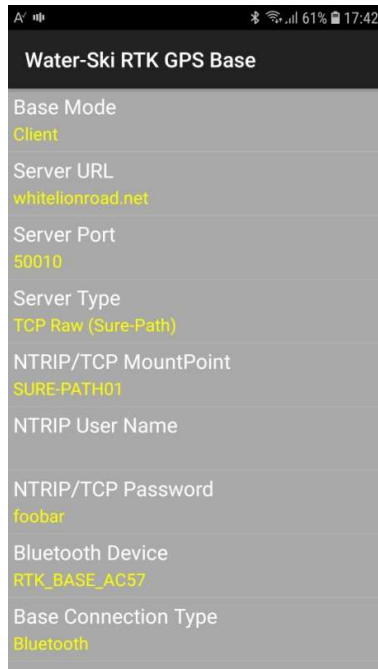 61% 17:42
Water-Ski RTK GPS Base
Base Mode
Client
Server URL
whitelionroad.net
Server Port
50010
Server Type
TCP Raw (Sure-Path)
NTRIP/TCP MountPoint
SURE-PATH01
NTRIP User Name
NTRIP/TCP Password
foobar
Bluetooth Device
RTK_BASE_AC57
Base Connection Type
Bluetooth